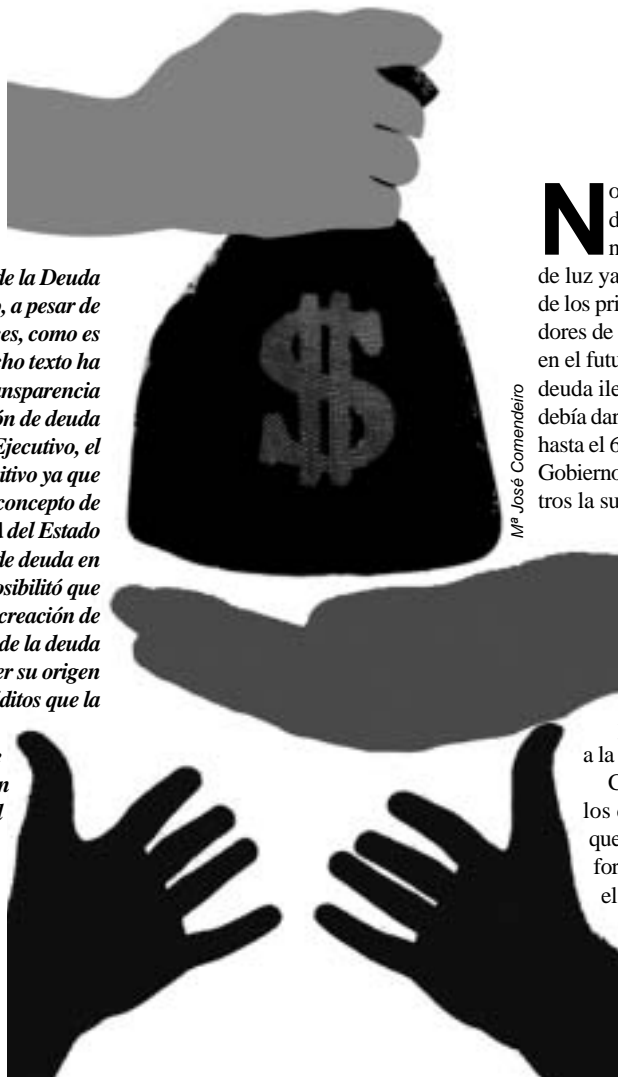 de la Deuda
o, a pesar de
es, como es
cho texto ha
ansparencia
ón de deuda
Ejecutivo, el
itivo ya que
concepto de
A del Estado
de deuda en
osibilitó que
creación de
de la deuda
er su origen
ditos que la
n
l
$
Mª José Comendeiro
No
d
n
de luz ya
de los pri
dores de
en el futu
deuda ile
debía dar
hasta el 6
Gobierno
tros la su
a la
G
los
que
for
el